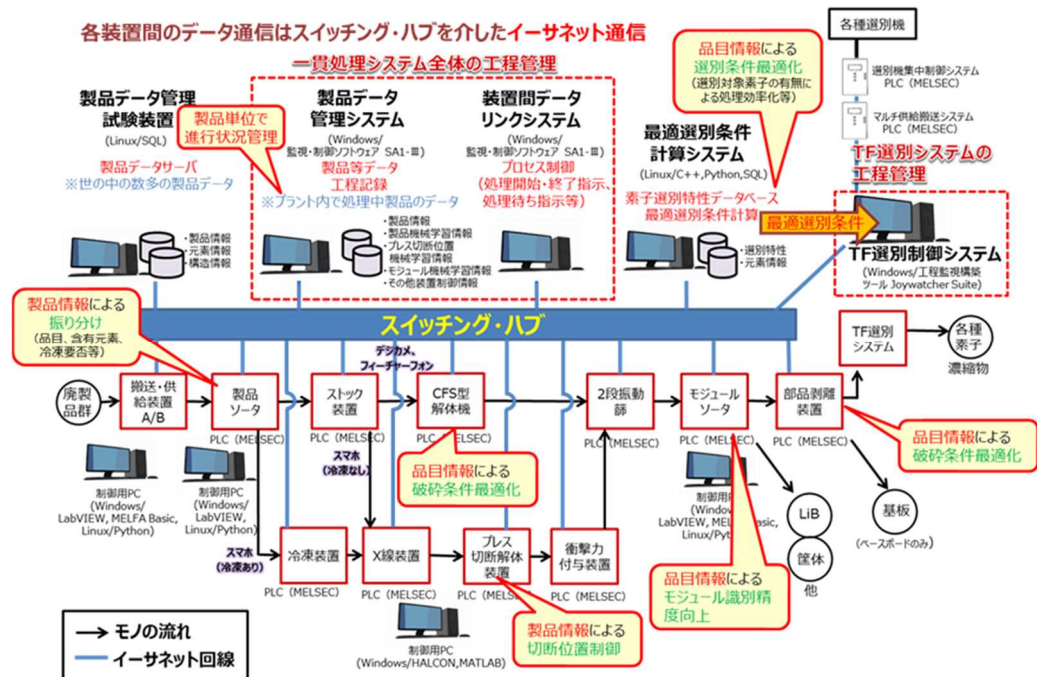 各装置間のデータ通信はスイッチング・ハブを介したイーサネット通信
一貫処理システム全体の工程管理
製品データ管理
試験装置
(Linux/SQL)
製品データサーバ
※世の中の数多の製品データ
・製品情報
・元素情報
・構造情報
製品単位で
進行状況管理
製品データ
管理システム
(Windows/
監視・制御ソフトウェア SA1-Ⅲ)
製品等データ
工程記録
※プラント内で処理中製品のデータ
・製品情報
・製品機械学習情報
・プレス切断位置
機械学習情報
・モジュール機械学習情報
・その他装置制御情報
装置間データ
リンクシステム
(Windows/
監視・制御ソフトウェア SA1-Ⅲ)
プロセス制御
(処理開始・終了指示、
処理待ち指示等)
品目情報による
選別条件最適化
(選別対象素子の有無に
よる処理効率化等)
最適選別条件
計算システム
(Linux/C++,Python,SQL)
素子選別特性データベース
最適選別条件計算
・選別特性
・元素情報
最適選別条件
各種選別機
選別機集中制御システム
PLC（MELSEC）
マルチ供給搬送システム
PLC（MELSEC）
TF選別システムの
工程管理
TF選別制御システム
(Windows/工程監視構築
ツール Joywatcher Suite)
製品情報による
振り分け
(品目、含有元素、
冷凍要否等)
スイッチング・ハブ
デジカメ、
フィーチャーフォン
廃製
品群
搬送・供
給装置
A/B
製品
ソータ
PLC（MELSEC）
ストック
装置
PLC（MELSEC）
CFS型
解体機
PLC（MELSEC）
2段振動
篩
PLC（MELSEC）
モジュール
ソータ
PLC（MELSEC）
部品剥離
装置
PLC（MELSEC）
TF選別
システム
各種
素子
濃縮物
制御用PC
(Windows/
LabVIEW, MELFA Basic,
Linux/Python)
制御用PC
(Windows/
LabVIEW,
Linux/Python)
スマホ
(冷凍なし)
品目情報による
破砕条件最適化
制御用PC
(Windows/
LabVIEW, MELFA Basic,
Linux/Python)
品目情報による
破砕条件最適化
LiB
筐体
他
基板
(ベースボードのみ)
スマホ
(冷凍あり)
冷凍装置
PLC（MELSEC）
X線装置
PLC（MELSEC）
プレス
切断解体
装置
PLC（MELSEC）
衝撃力
付与装置
PLC（MELSEC）
品目情報による
モジュール識別精
度向上
制御用PC
(Windows/HALCON,MATLAB)
製品情報による
切断位置制御
モノの流れ
イーサネット回線